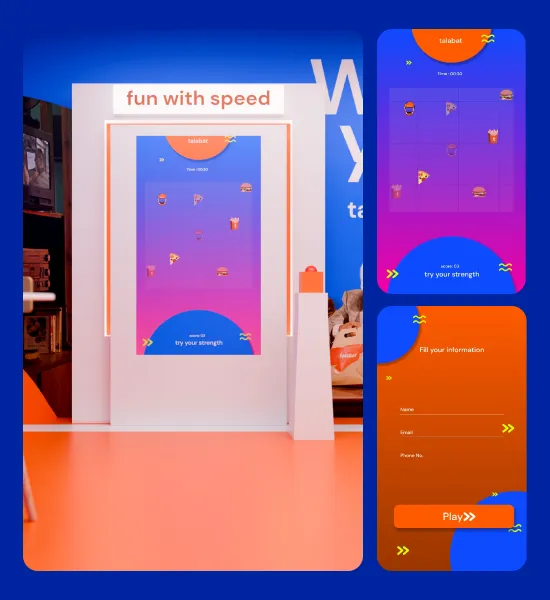 fun with speed
talabat
Time: 00:30
score: 03
try your strength
W
y
ta
talabat
talabat
Time: 00:30
score: 03
try your strength
Fill your information
Name
Email
Phone No.
Play